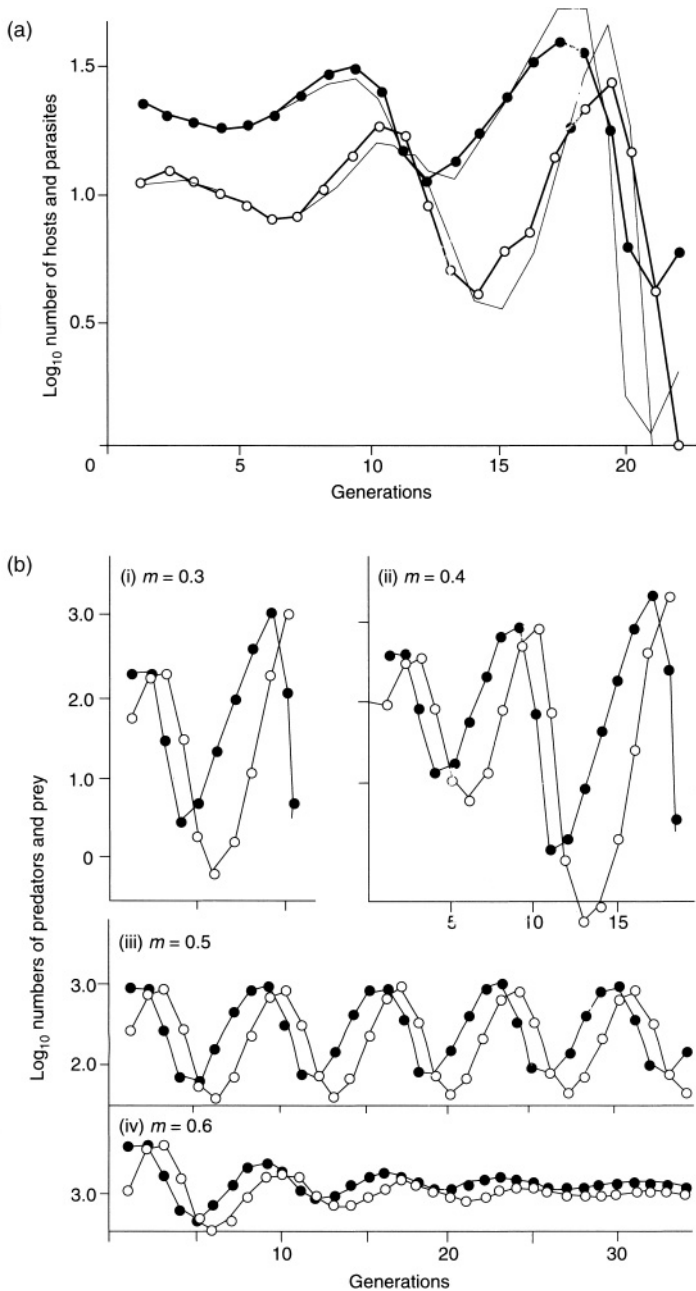 (a)
Log10 number of hosts and parasites
1.5
1.0
0.5
0
5
10
15
20
Generations
(b)
Log10 numbers of predators and prey
(i) m = 0.3
3.0
2.0
1.0
0
(ii) m = 0.4
5
10
15
(iii) m = 0.5
3.0
2.0
(iv) m = 0.6
3.0
10
20
30
Generations